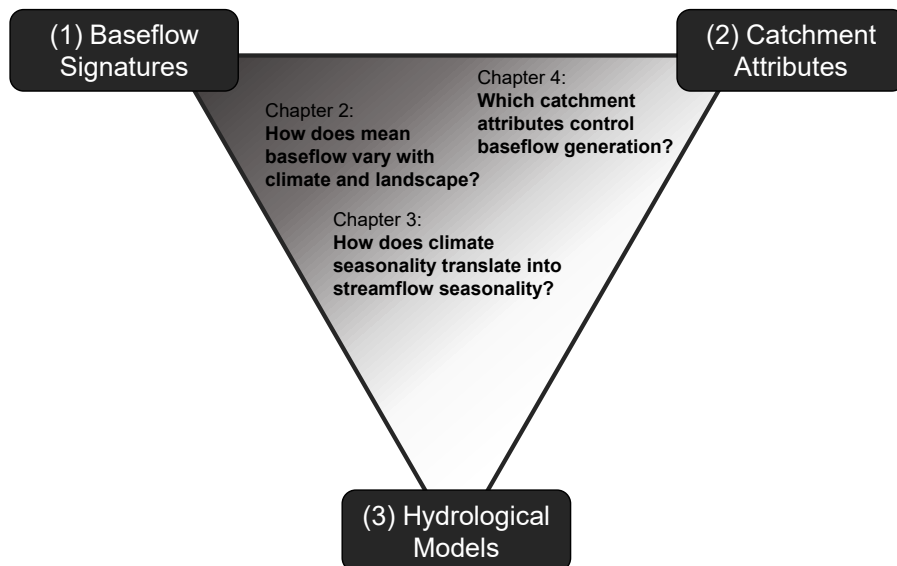 (1) Baseflow
Signatures
(2) Catchment
Attributes
Chapter 4:
Which catchment
attributes control
baseflow generation?
Chapter 2:
How does mean
baseflow vary with
climate and landscape?
Chapter 3:
How does climate
seasonality translate into
streamflow seasonality?
(3) Hydrological
Models